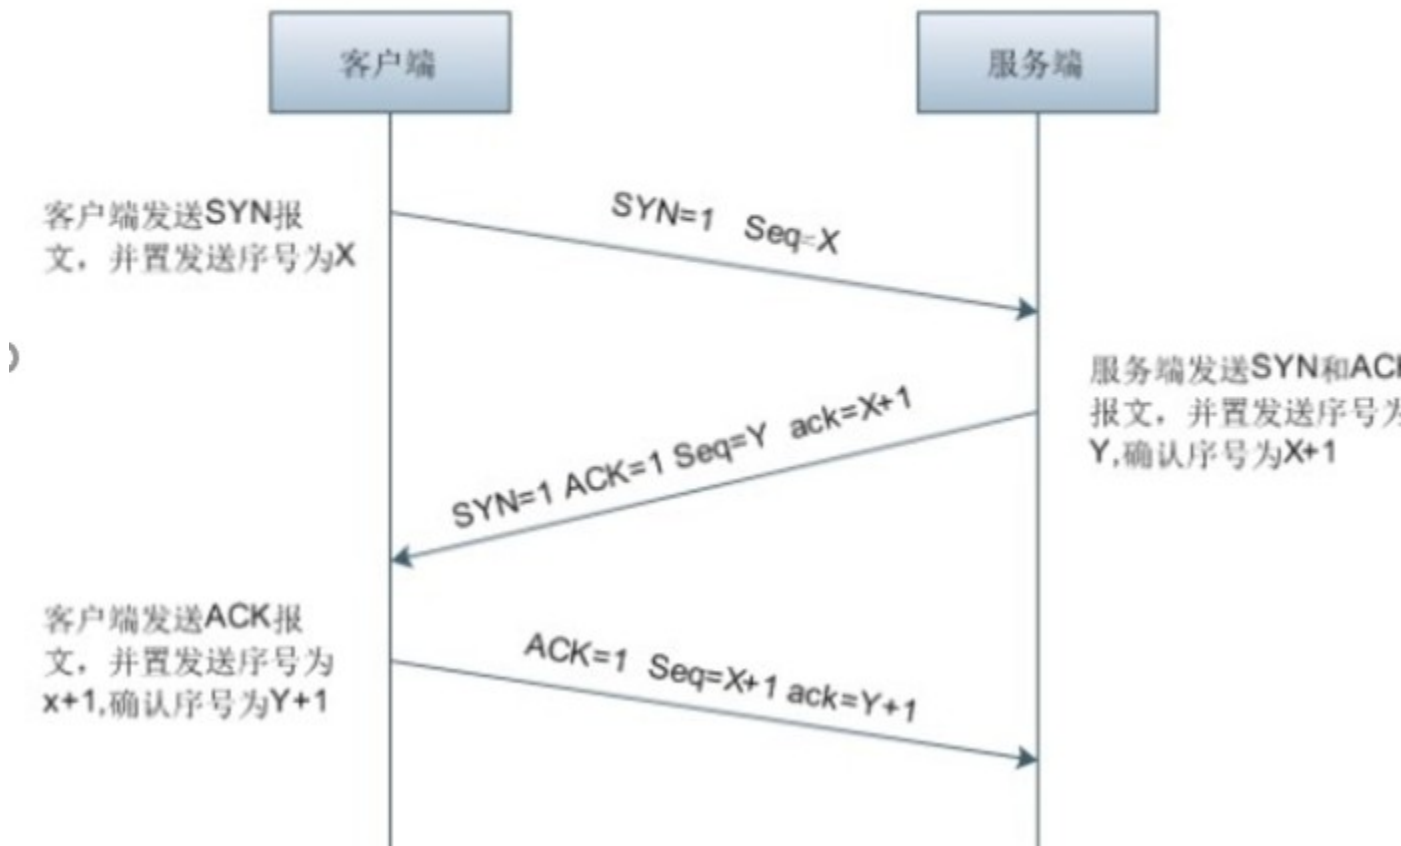 客户端
服务端
客户端发送SYN报
文，并置发送序号为X
SYN=1 Seq=X
服务端发送SYN和ACK
报文，并置发送序号为
Y,确认序号为X+1
SYN=1 ACK=1 Seq=Y ack=X+1
客户端发送ACK报
文，并置发送序号为
x+1,确认序号为Y+1
ACK=1 Seq=X+1 ack=Y+1